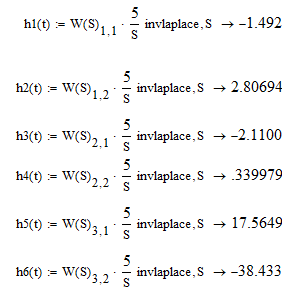 h1(t) := W(S)1,1 · 5/S invlaplace,S → -1.492
h2(t) := W(S)1,2 · 5/S invlaplace,S → 2.80694
h3(t) := W(S)2,1 · 5/S invlaplace,S → -2.1100
h4(t) := W(S)2,2 · 5/S invlaplace,S → .339979
h5(t) := W(S)3,1 · 5/S invlaplace,S → 17.5649
h6(t) := W(S)3,2 · 5/S invlaplace,S → -38.433